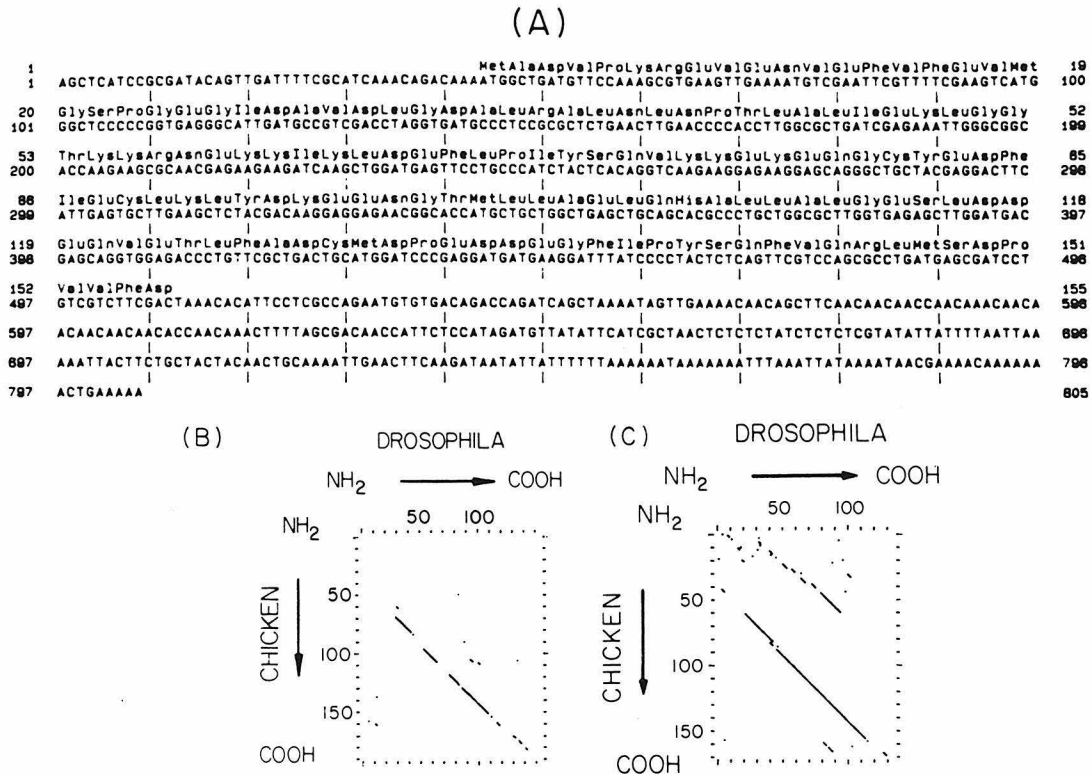 (A)
1 MetAlaAspValProLysArgGluValGluAsnValGluPheValPheGluValMet 19
1 AGCTCATCCGCGATACAGTTGATTTTCGCATCAAACAGACAAAATGGCTGATGTTCCAAAGCGTGAAGTTGAAAATGTCGAATTCGTTTTCGAAGTCATG 100
20 GlySerProGlyGluGlyIleAspAlaValAspLeuGlyAspAlaLeuArgAlaLeuAsnLeuAsnProThrLeuAlaLeuIleGluLysLeuGlyGly 52
101 GGCTCCCCCGGTGAGGGCATTGATGCCGTCGACCTAGGTGATGCCCTCCGCGCTCTGAACTTGAACCCCACCTTGGCGCTGATCGAGAAATTGGGCGGC 199
53 ThrLysLysArgAsnGluLysLysIleLysLeuAspGluPheLeuProIleTyrSerGlnValLysLysGluLysGluGlnGlyCysTyrGluAspPhe 85
200 ACCAAGAAGCGCAACGAGAAGAAGATCAAGCTGGATGAGTTCCTGCCCATCTACTCACAGGTCAAGAAGGAGAAGGAGCAGGGCTGCTACGAGGACTTC 298
86 IleGluCysLeuLysLeuTyrAspLysGluGluAsnGlyThrMetLeuLeuAlaGluLeuGlnHisAlaLeuLeuAlaLeuGlyGluSerLeuAspAsp 118
299 ATTGAGTGCTTGAAGCTCTACGACAAGGAGGAGAACGGCACCATGCTGCTGGCTGAGCTGCAGCACGCCCTGCTGGCGCTTGGTGAGAGCTTGGATGAC 397
119 GluGlnValGluThrLeuPheAlaAspCysMetAspProGluAspAspGluGlyPheIleProTyrSerGlnPheValGlnArgLeuMetSerAspPro 151
398 GAGCAGGTGGAGACCCTGTTCGCTGACTGCATGGATCCCGAGGATGATGAAGGATTTATCCCCTACTCTCAGTTCGTCCAGCGCCTGATGAGCGATCCT 496
152 ValValPheAsp 155
497 GTCGTCTTCGACTAAACACATTCCTCGCCAGAATGTGTGACAGACCAGATCAGCTAAAATAGTTGAAAACAACAGCTTCAACAACAACCAACAAACAACA 596
597 ACAACAACAACACCAACAAACTTTTAGCGACAACCATTCTCCATAGATGTTATATTCATCGCTAACTCTCTCTATCTCTCTCGTATATTATTTTAATTAA 696
697 AAATTACTTCTGCTACTACAACTGCAAAATTGAACTTCAAGATAATATTATTTTTTAAAAAATAAAAAAATTTAAATTATAAAATAACGAAAACAAAAAA 796
797 ACTGAAAAA 805
(B) DROSOPHILA
NH2 COOH
50 100
NH2
CHICKEN
50
100
150
COOH
(C) DROSOPHILA
NH2 COOH
50 100
NH2
CHICKEN
50
100
150
COOH